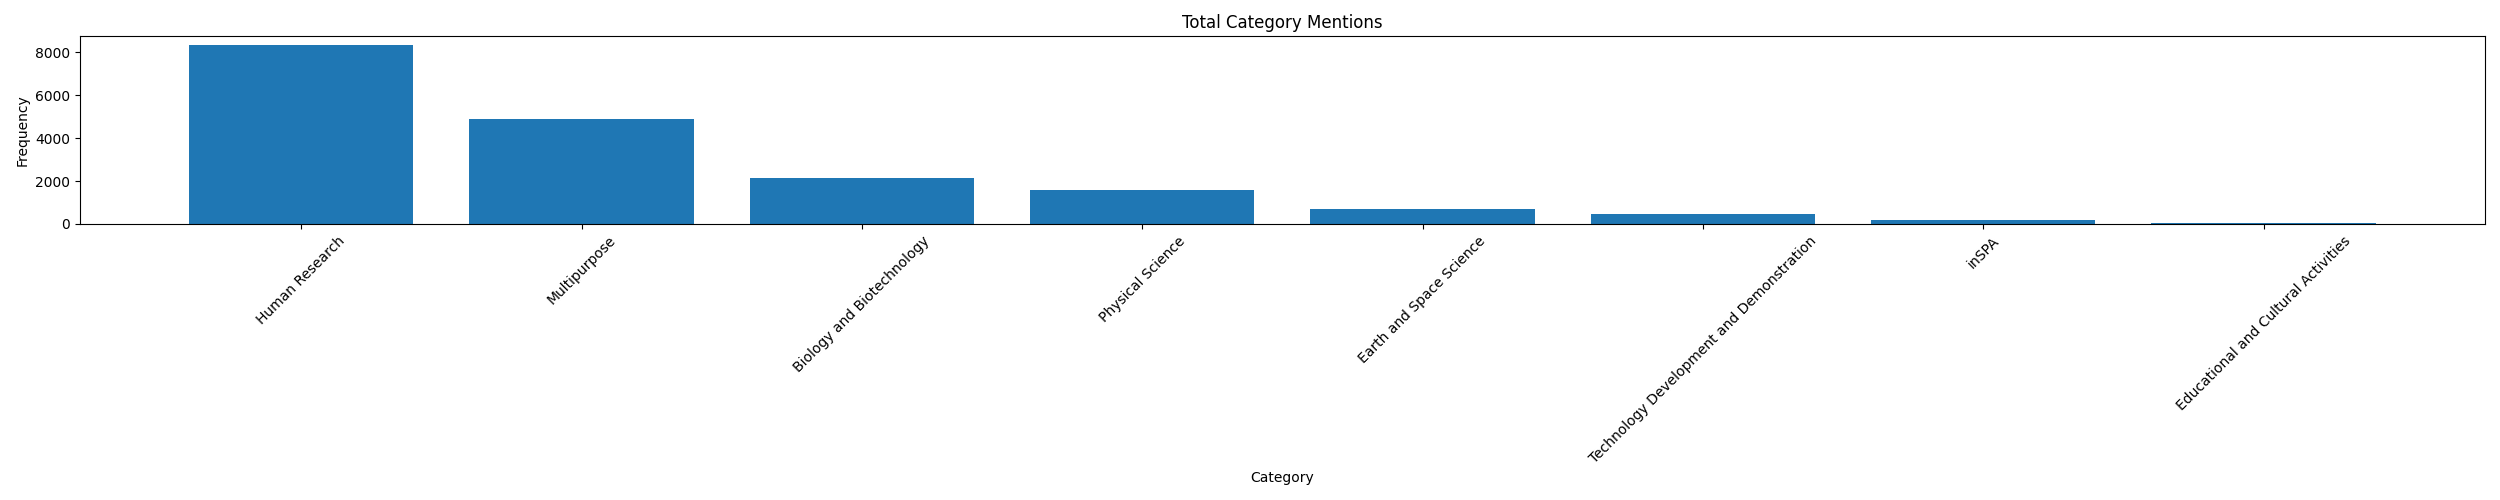 Total Category Mentions
Frequency
8000
6000
4000
2000
0
Human Research
Multipurpose
Biology and Biotechnology
Physical Science
Earth and Space Science
Technology Development and Demonstration
inSPA
Educational and Cultural Activities
Category